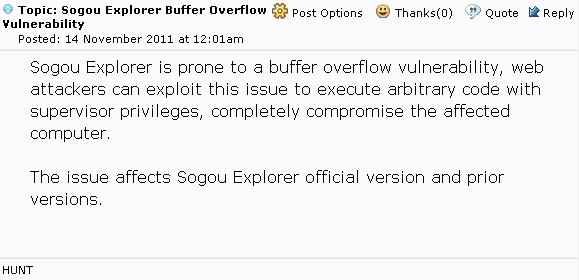 Topic: Sogou Explorer Buffer Overflow Vulnerability
Post Options Thanks(0) Quote Reply
Posted: 14 November 2011 at 12:01am
Sogou Explorer is prone to a buffer overflow vulnerability, web
attackers can exploit this issue to execute arbitrary code with
supervisor privileges, completely compromise the affected
computer.
The issue affects Sogou Explorer official version and prior
versions.
HUNT